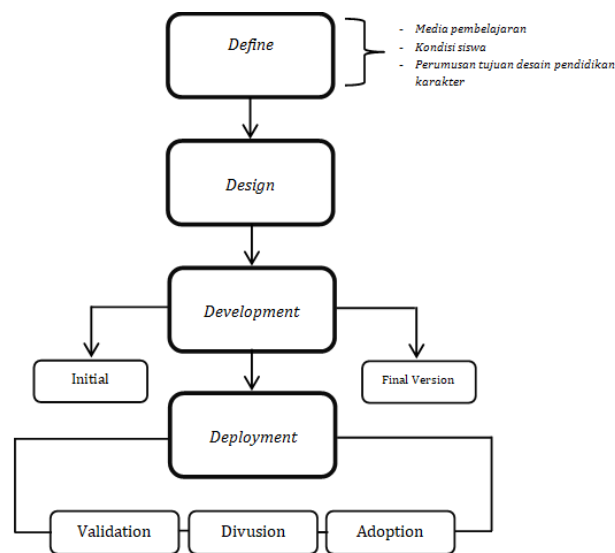 Define
- Media pembelajaran
- Kondisi siswa
- Perumusan tujuan desain pendidikan
karakter
Design
Development
Initial
Final Version
Deployment
Validation
Divusion
Adoption